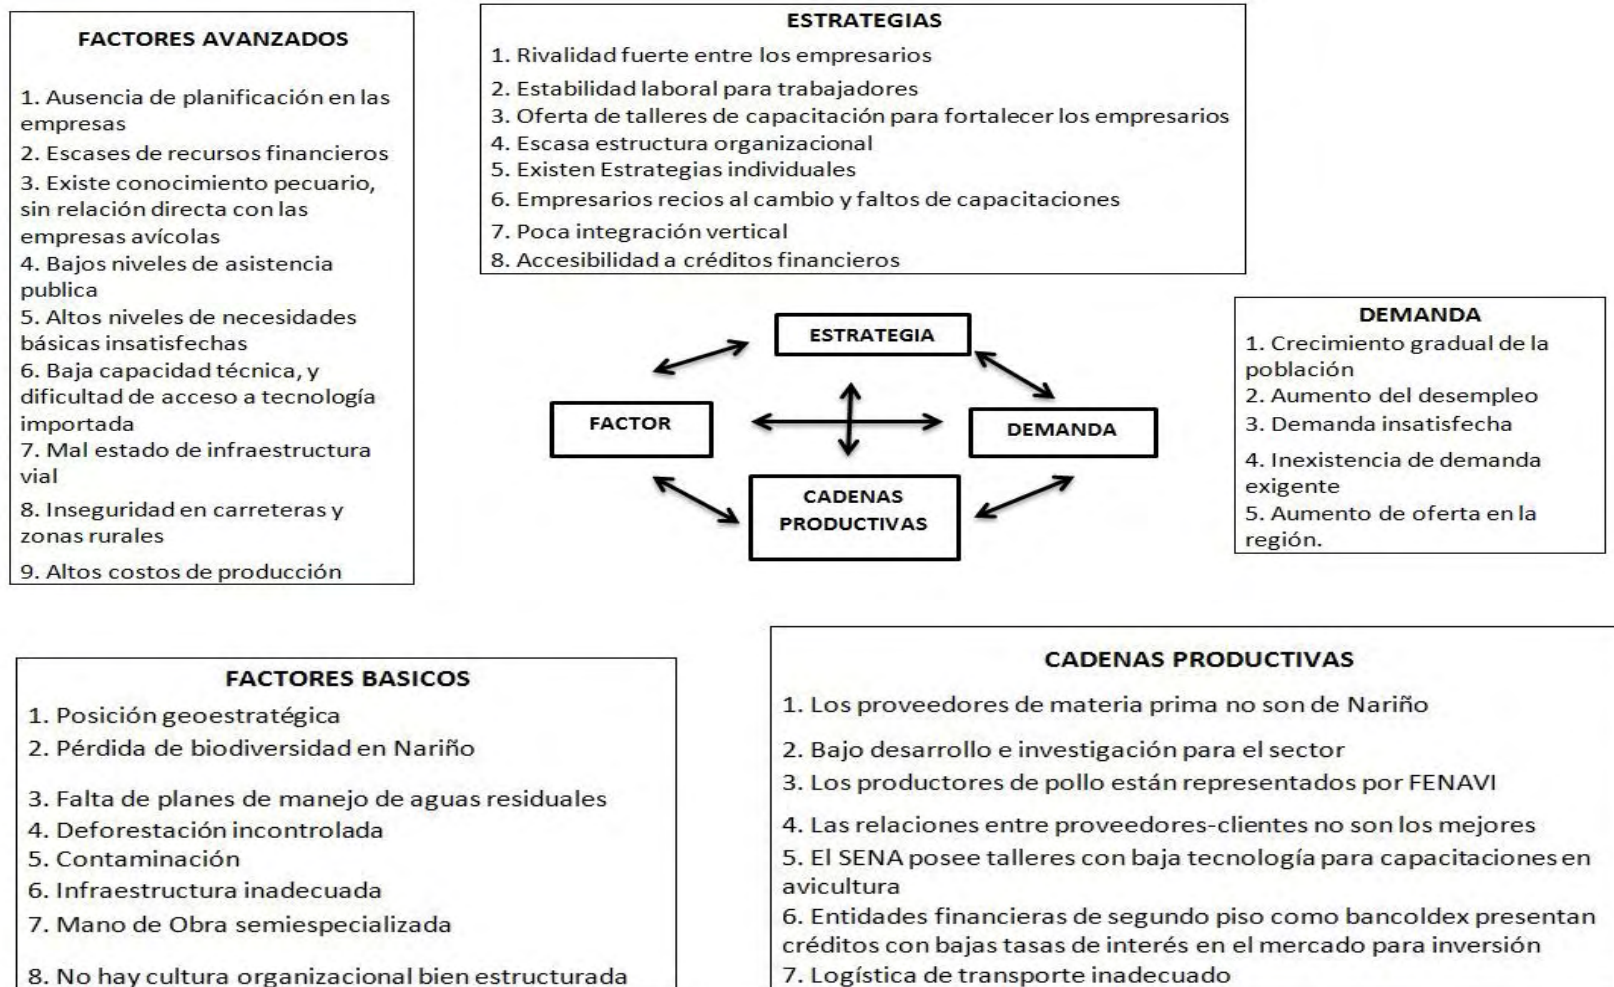 FACTORES AVANZADOS
1. Ausencia de planificación en las
empresas
2. Escases de recursos financieros
3. Existe conocimiento pecuario,
sin relación directa con las
empresas avícolas
4. Bajos niveles de asistencia
publica
5. Altos niveles de necesidades
básicas insatisfechas
6. Baja capacidad técnica, y
dificultad de acceso a tecnología
importada
7. Mal estado de infraestructura
vial
8. Inseguridad en carreteras y
zonas rurales
9. Altos costos de producción
ESTRATEGIAS
1. Rivalidad fuerte entre los empresarios
2. Estabilidad laboral para trabajadores
3. Oferta de talleres de capacitación para fortalecer los empresarios
4. Escasa estructura organizacional
5. Existen Estrategias individuales
6. Empresarios recios al cambio y faltos de capacitaciones
7. Poca integración vertical
8. Accesibilidad a créditos financieros
ESTRATEGIA
FACTOR
DEMANDA
CADENAS
PRODUCTIVAS
DEMANDA
1. Crecimiento gradual de la
población
2. Aumento del desempleo
3. Demanda insatisfecha
4. Inexistencia de demanda
exigente
5. Aumento de oferta en la
región.
FACTORES BASICOS
1. Posición geoestratégica
2. Pérdida de biodiversidad en Nariño
3. Falta de planes de manejo de aguas residuales
4. Deforestación incontrolada
5. Contaminación
6. Infraestructura inadecuada
7. Mano de Obra semiespecializada
8. No hay cultura organizacional bien estructurada
CADENAS PRODUCTIVAS
1. Los proveedores de materia prima no son de Nariño
2. Bajo desarrollo e investigación para el sector
3. Los productores de pollo están representados por FENAVI
4. Las relaciones entre proveedores-clientes no son los mejores
5. El SENA posee talleres con baja tecnología para capacitaciones en
avicultura
6. Entidades financieras de segundo piso como bancoldex presentan
créditos con bajas tasas de interés en el mercado para inversión
7. Logística de transporte inadecuado